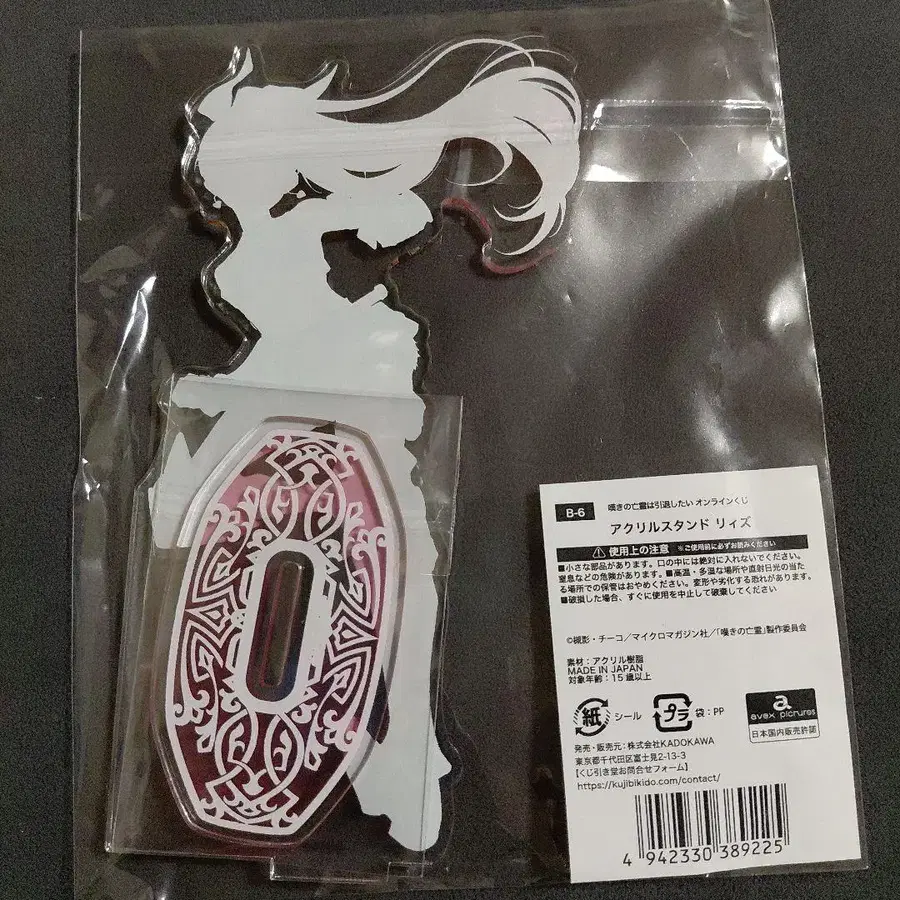 B-6
嘆きの亡霊は引退したい オンラインくじ
アクリルスタンド リィズ
使用上の注意 ※ご使用前に必ずお読みください
■小さな部品があります。口の中には絶対に入れないでください。
窒息などの危険があります。■高温・多湿な場所や直射日光の当た
る場所での保管はおやめください。変形や劣化する恐れがあります。
■破損した場合、すぐに使用を中止して破棄してください
©槻影・チーコ/マイクロマガジン社/「嘆きの亡霊」製作委員会
素材:アクリル樹脂
MADE IN JAPAN
対象年齢:15歳以上
紙 シール プラ 袋:PP
a
avex pictures
日本国内販売許諾
発売・販売元:株式会社KADOKAWA
東京都千代田区富士見2-13-3
【くじ引き堂お問合せフォーム】
https://kujibikido.com/contact/
4 942330 389225